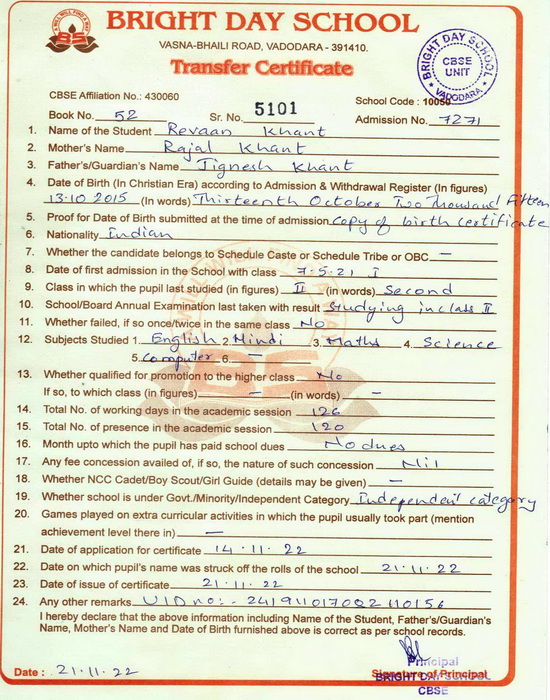 BRIGHT DAY SCHOOL
VASNA-BHAILI ROAD, VADODARA - 391410.
Transfer Certificate
BRIGHT DAY SCHOOL
CBSE
UNIT
VADODARA
CBSE Affiliation No.: 430060
School Code : 10050
Book No. 52 Sr. No. 5101 Admission No. 7271
1. Name of the Student Revaan Khant
2. Mother's Name Rajal Khant
3. Father's/Guardian's Name Jignesh Khant
4. Date of Birth (In Christian Era) according to Admission & Withdrawal Register (In figures)
13.10 2015 (In words) Thirteenth October Two Thousand Fifteen
5. Proof for Date of Birth submitted at the time of admission copy of birth certificate
6. Nationality Indian
7. Whether the candidate belongs to Schedule Caste or Schedule Tribe or OBC —
8. Date of first admission in the School with class 7.5.21 I
9. Class in which the pupil last studied (in figures) II (in words) Second
10. School/Board Annual Examination last taken with result Studying in class II
11. Whether failed, if so once/twice in the same class No
12. Subjects Studied 1. English 2. Hindi 3. Maths 4. Science
5. Computer 6. —
13. Whether qualified for promotion to the higher class No
If so, to which class (in figures) — (in words) —
14. Total No. of working days in the academic session 126
15. Total No. of presence in the academic session 120
16. Month upto which the pupil has paid school dues No dues
17. Any fee concession availed of, if so, the nature of such concession Nil
18. Whether NCC Cadet/Boy Scout/Girl Guide (details may be given) —
19. Whether school is under Govt./Minority/Independent Category Independent category
20. Games played on extra curricular activities in which the pupil usually took part (mention
achievement level there in) —
21. Date of application for certificate 14.11.22
22. Date on which pupil's name was struck off the rolls of the school 21.11.22
23. Date of issue of certificate 21.11.22
24. Any other remarks UID no:- 241911017002110156
I hereby declare that the above information including Name of the Student, Father's/Guardian's
Name, Mother's Name and Date of Birth furnished above is correct as per school records.
Date : 21.11.22
Principal
Signature of Principal
BRIGHT DAY SCHOOL
CBSE